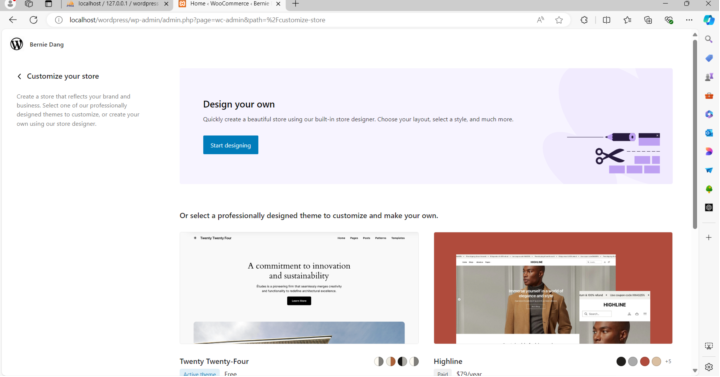 localhost / 127.0.0.1 / wordpress
Home ‹ WooCommerce ‹ Bernie
localhost/wordpress/wp-admin/admin.php?page=wc-admin&path=%2Fcustomize-store
Bernie Dang
Customize your store
Create a store that reflects your brand and
business. Select one of our professionally
designed themes to customize, or create your
own using our store designer.
Design your own
Quickly create a beautiful store using our built-in store designer. Choose your layout, select a style, and much more.
Start designing
Or select a professionally designed theme to customize and make your own.
Twenty Twenty-Four
A commitment to innovation
and sustainability
HIGHLINE
Twenty Twenty-Four
Active theme Free
Highline
+3
Paid $79/year